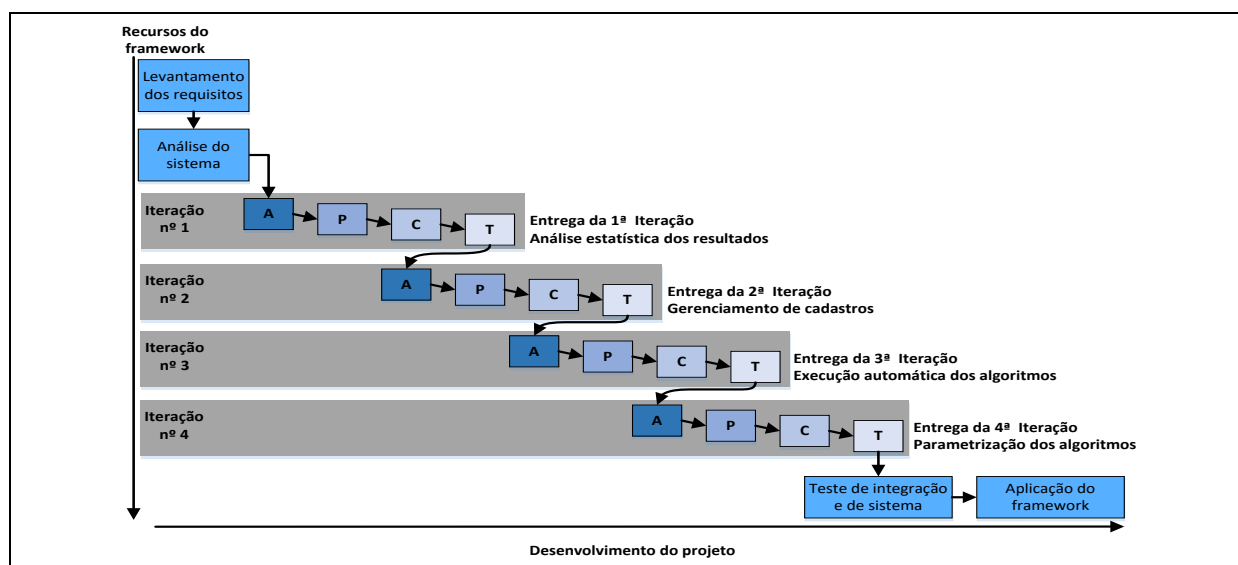 Recursos do
framework
Levantamento
dos requisitos
Análise do
sistema
Iteração
nº 1
A
P
C
T
Entrega da 1ª Iteração
Análise estatística dos resultados
Iteração
nº 2
A
P
C
T
Entrega da 2ª Iteração
Gerenciamento de cadastros
Iteração
nº 3
A
P
C
T
Entrega da 3ª Iteração
Execução automática dos algoritmos
Iteração
nº 4
A
P
C
T
Entrega da 4ª Iteração
Parametrização dos algoritmos
Teste de integração
e de sistema
Aplicação do
framework
Desenvolvimento do projeto